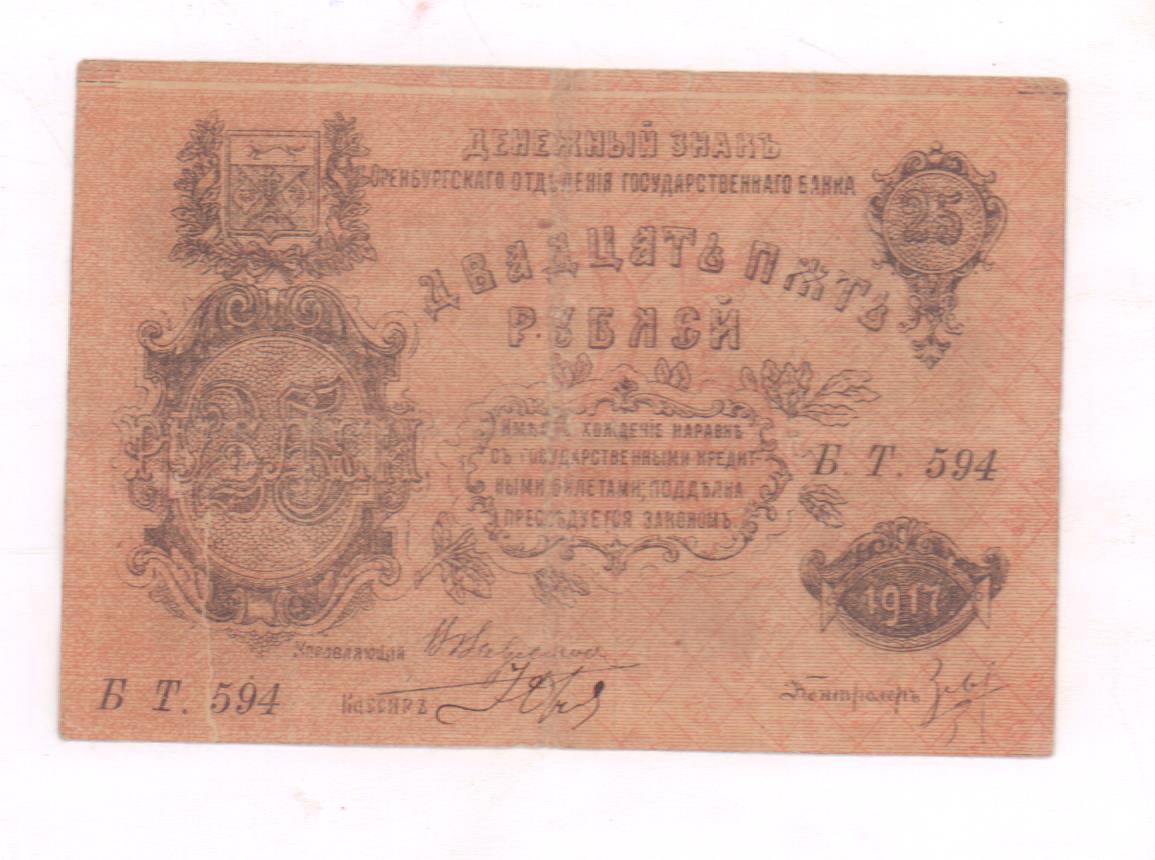 ДЕНЕЖНЫЙ ЗНАКЪ
ОРЕНБУРГСКАГО ОТДѢЛЕНІЯ ГОСУДАРСТВЕННАГО БАНКА
25
ДВАДЦАТЬ ПЯТЬ
РУБЛЕЙ
25
ИМѢЕТЪ ХОЖДЕНІЕ НАРАВНѢ
СЪ ГОСУДАРСТВЕННЫМИ КРЕДИТ-
НЫМИ БИЛЕТАМИ, ПОДДѢЛКА
ПРЕСЛѢДУЕТСЯ ЗАКОНОМЪ
Б. Т. 594
1917
Управляющій
Б Т. 594
Кассиръ
Контролеръ